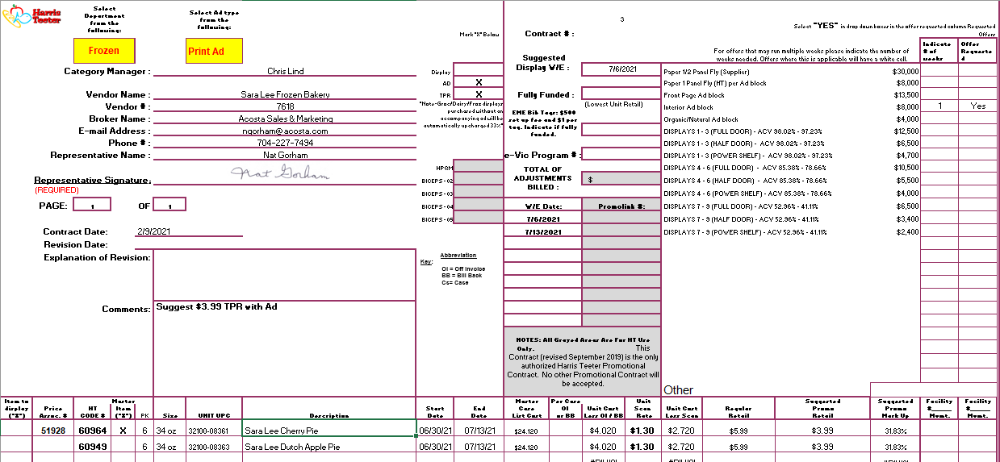 Harris Teeter
Select Department from the following:
Select Ad type from the following:
3
Select "YES" in drop down boxes in the offer requested column Requested Offers
Mark "X" Below
Contract # :
Frozen
Print Ad
For offers that may run multiple weeks please indicate the number of weeks needed. Offers where this is applicable will have a white cell.
Indicate # of weeks
Offer Requested
Category Manager : Chris Lind
Display
Suggested Display W/E : 7/6/2021
Paper 1/2 Panel Fly (Supplier) $30,000
AD X
Paper 1 Panel Fly (HT) per Ad block $8,000
Vendor Name : Sara Lee Frozen Bakery
TPR X
Fully Funded :
Front Page Ad block $13,500
Vendor # : 7618
"Note-Groc/Dairy/Froz displays purchased without an accompanying ad will be automatically upcharged 33%"
(Lowest Unit Retail)
Interior Ad block $8,000 1 Yes
Broker Name : Acosta Sales & Marketing
EME Bib Tags: $500 set up fee and $1 per tag. Indicate if fully funded.
Organic/Natural Ad block $4,000
E-mail Address : ngorham@acosta.com
DISPLAYS 1 - 3 (FULL DOOR) - ACV 98.02% - 97.23% $12,500
Phone # : 704-227-7494
DISPLAYS 1 - 3 (HALF DOOR) - ACV 98.02% - 97.23% $6,500
Representative Name : Nat Gorham
e-Vic Program # :
DISPLAYS 1 - 3 (POWER SHELF) - ACV 98.02% - 97.23% $4,700
HPQM
TOTAL OF ADJUSTMENTS BILLED : $
DISPLAYS 4 - 6 (FULL DOOR) - ACV 85.38% - 78.66% $10,500
Representative Signature: Nat Gorham
BICEPS - 02
DISPLAYS 4 - 6 (HALF DOOR) - ACV 85.38% - 78.66% $5,500
(REQUIRED)
BICEPS - 03
DISPLAYS 4 - 6 (POWER SHELF) - ACV 85.38% - 78.66% $4,000
PAGE: 1 OF 1
BICEPS - 04
W/E Date: Promolink #:
DISPLAYS 7 - 9 (FULL DOOR) - ACV 52.96% - 41.11% $6,500
BICEPS - 05
7/6/2021
DISPLAYS 7 - 9 (HALF DOOR) - ACV 52.96% - 41.11% $3,400
Contract Date: 2/9/2021
7/13/2021
DISPLAYS 7 - 9 (POWER SHELF) - ACV 52.96% - 41.11% $2,400
Revision Date:
Explanation of Revision:
Key: Abbreviation
OI = Off Invoice
BB = Bill Back
Cs= Case
Comments: Suggest $3.99 TPR with Ad
NOTES: All Greyed Areas Are For HT Use Only. This
Contract (revised September 2019) is the only
authorized Harris Teeter Promotional
Contract. No other Promotional Contract will
be accepted.
Other
Item to display ("X") Price Assoc. # HT CODE # Master Item ("X") PK Size UNIT UPC Description Start Date End Date Master Case List Cost Per Case OI or BB Unit Cost Less OI / BB Unit Scan Rate Unit Cost Less Scan Regular Retail Suggested Promo Retail Suggested Promo Mark Up Facility #____ Mvmt. Facility #____ Mvmt.
51928 60964 X 6 34 oz 32100-08361 Sara Lee Cherry Pie 06/30/21 07/13/21 $24.120 $4.020 $1.30 $2.720 $5.99 $3.99 31.83%
60949 6 34 oz 32100-08363 Sara Lee Dutch Apple Pie 06/30/21 07/13/21 $24.120 $4.020 $1.30 $2.720 $5.99 $3.99 31.83%